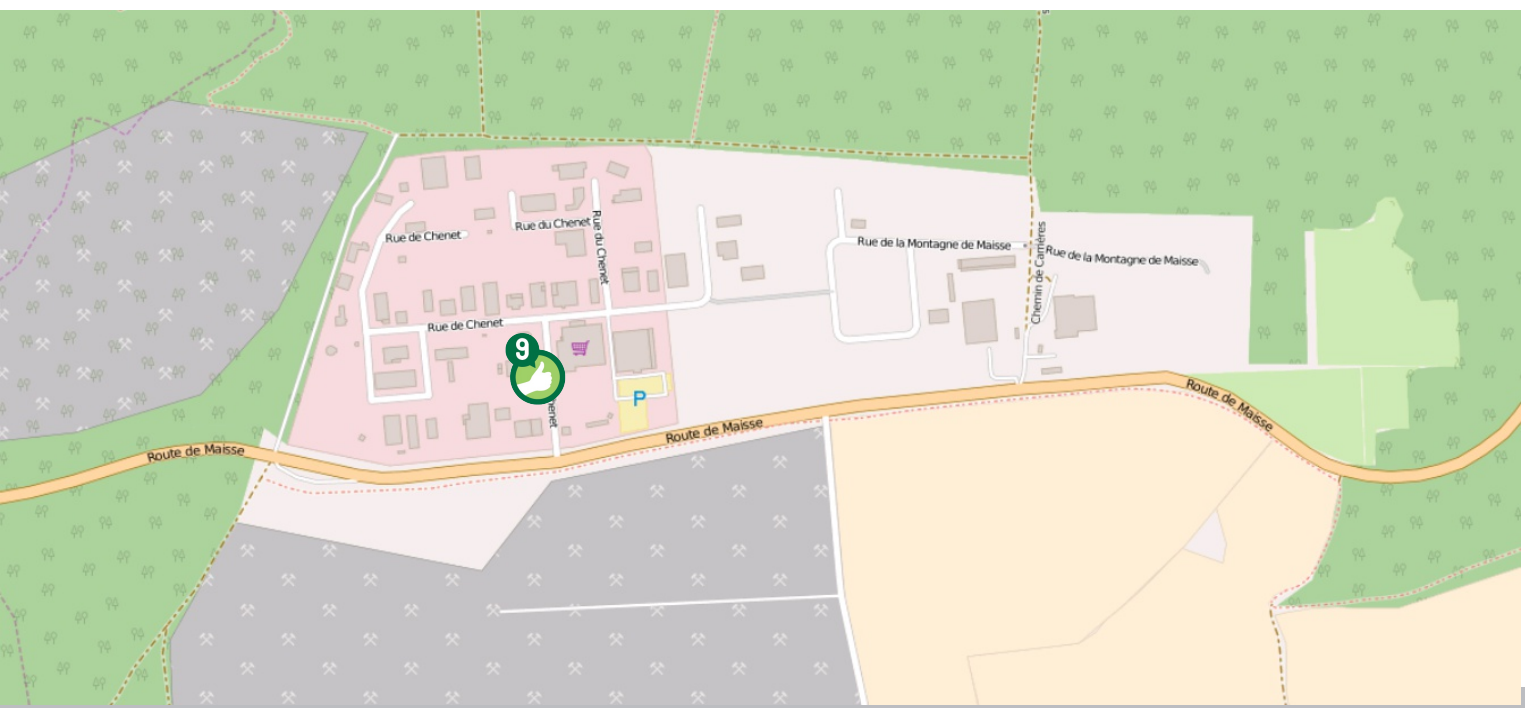 Rue du Chenet
Rue de Chenet
Rue du Chenet
Rue de la Montagne de Maisse
Rue de la Montagne de Maisse
Chemin de Carrières
Rue de Chenet
9
P
henet
Route de Maisse
Route de Maisse
Route de Maisse